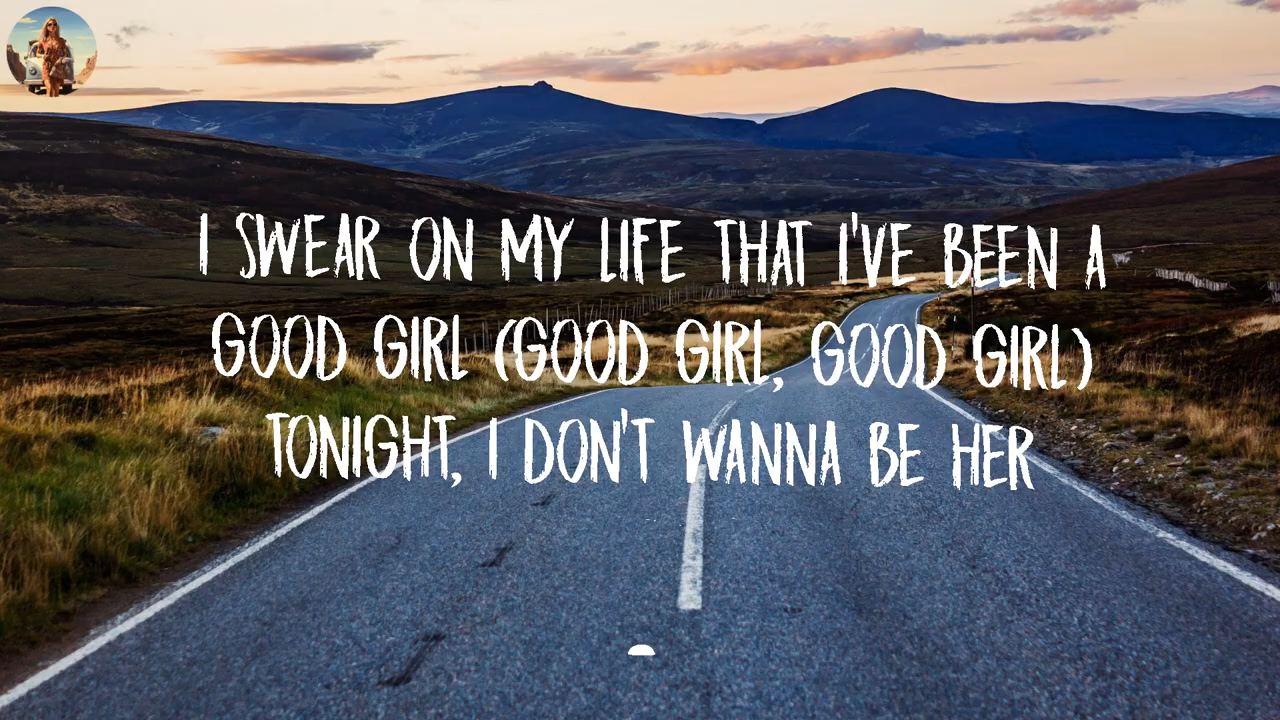 I SWEAR ON MY LIFE THAT I'VE BEEN A
GOOD GIRL (GOOD GIRL, GOOD GIRL)
TONIGHT, I DON'T WANNA BE HER